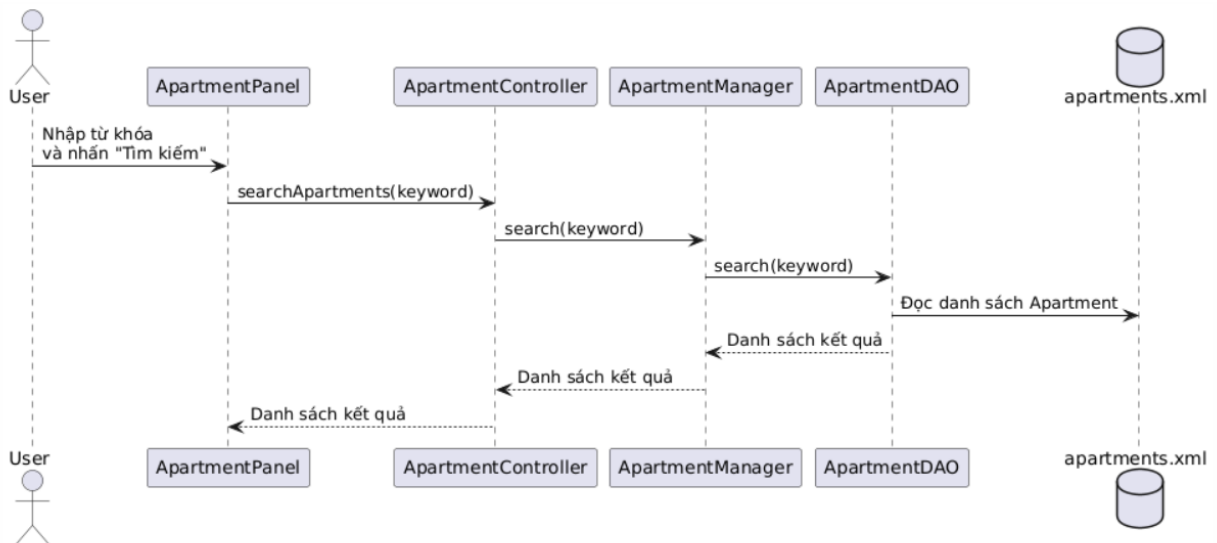 User
ApartmentPanel
ApartmentController
ApartmentManager
ApartmentDAO
apartments.xml
Nhập từ khóa
và nhấn "Tìm kiếm"
searchApartments(keyword)
search(keyword)
search(keyword)
Đọc danh sách Apartment
Danh sách kết quả
Danh sách kết quả
Danh sách kết quả
User
ApartmentPanel
ApartmentController
ApartmentManager
ApartmentDAO
apartments.xml